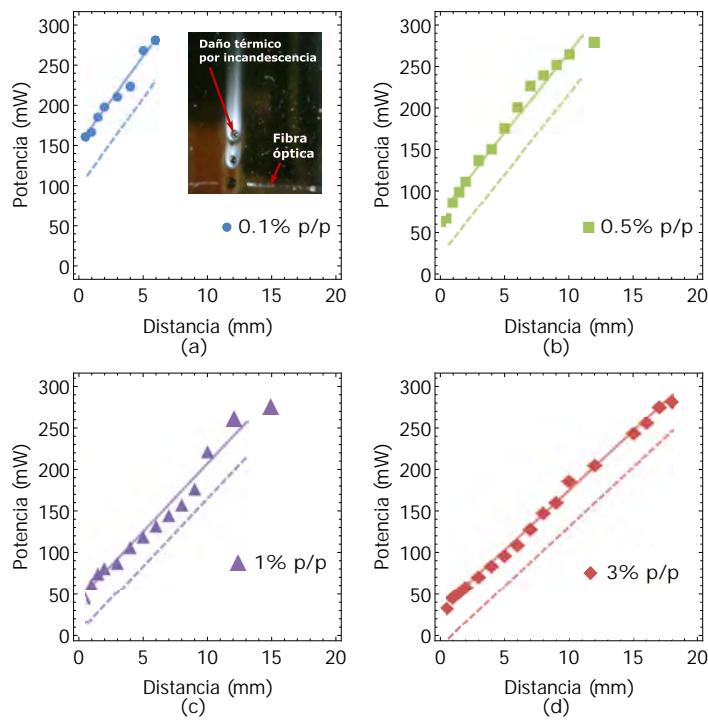 300
250
200
150
100
50
0
Potencia (mW)
Daño térmico
por incandescencia
Fibra
óptica
0.1% p/p
0 5 10 15 20
Distancia (mm)
(a)
300
250
200
150
100
50
0
Potencia (mW)
0.5% p/p
0 5 10 15 20
Distancia (mm)
(b)
300
250
200
150
100
50
0
Potencia (mW)
1% p/p
0 5 10 15 20
Distancia (mm)
(c)
300
250
200
150
100
50
0
Potencia (mW)
3% p/p
0 5 10 15 20
Distancia (mm)
(d)